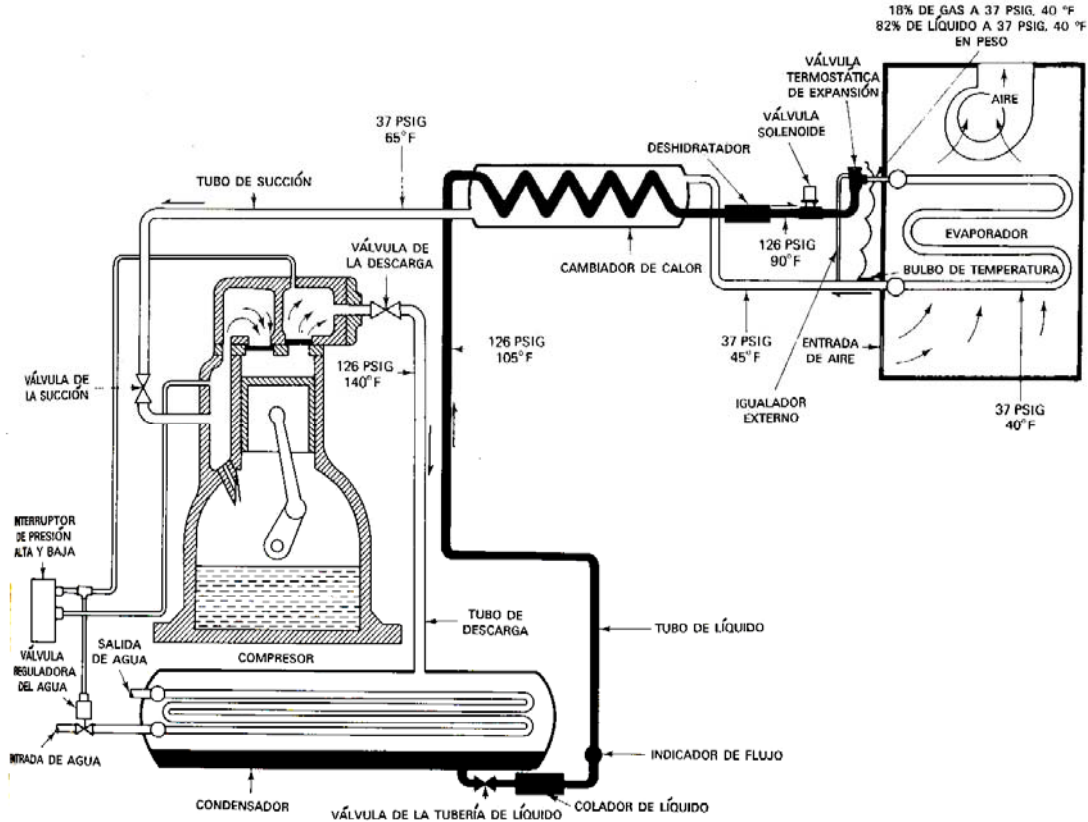 18% DE GAS A 37 PSIG, 40 °F
82% DE LÍQUIDO A 37 PSIG, 40 °F
EN PESO
VÁLVULA
TERMOSTÁTICA
DE EXPANSIÓN
AIRE
VÁLVULA
SOLENOIDE
DESHIDRATADOR
37 PSIG
65°F
TUBO DE SUCCIÓN
VÁLVULA DE
LA DESCARGA
CAMBIADOR DE CALOR
126 PSIG
90°F
EVAPORADOR
BULBO DE TEMPERATURA
126 PSIG
105°F
37 PSIG
45°F
ENTRADA
DE AIRE
IGUALADOR
EXTERNO
37 PSIG
40°F
126 PSIG
140°F
VÁLVULA DE
LA SUCCIÓN
INTERRUPTOR
DE PRESIÓN
ALTA Y BAJA
VÁLVULA
REGULADORA
DEL AGUA
SALIDA
DE AGUA
COMPRESOR
TUBO DE
DESCARGA
TUBO DE LÍQUIDO
NTRADA DE AGUA
CONDENSADOR
INDICADOR DE FLUJO
COLADOR DE LÍQUIDO
VÁLVULA DE LA TUBERÍA DE LÍQUIDO